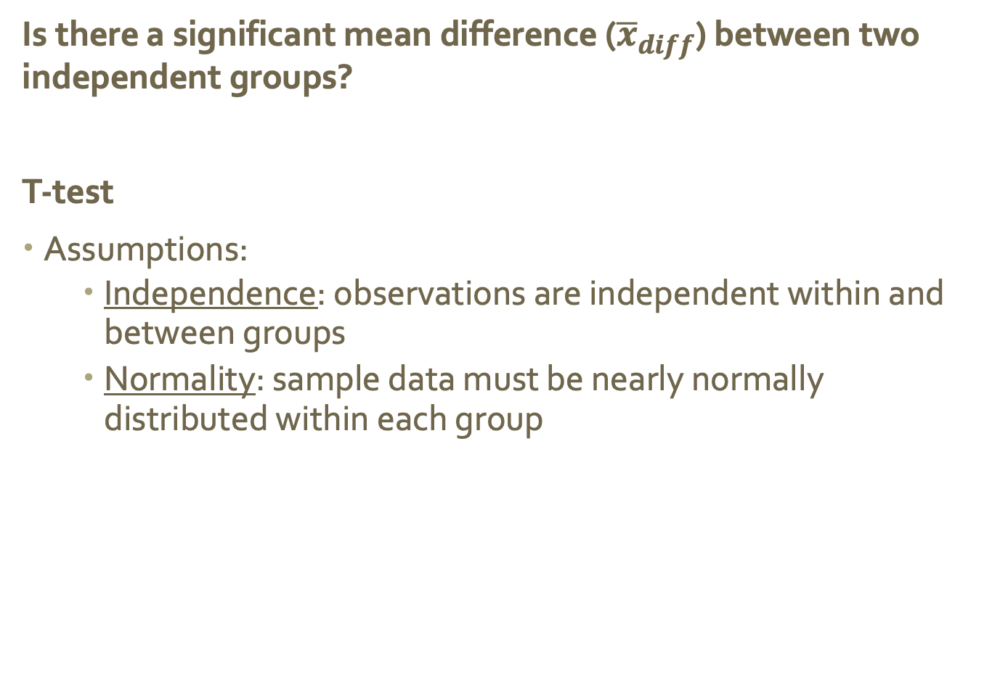 Is there a significant mean difference (x̄diff) between two
independent groups?
T-test
• Assumptions:
• Independence: observations are independent within and
between groups
• Normality: sample data must be nearly normally
distributed within each group